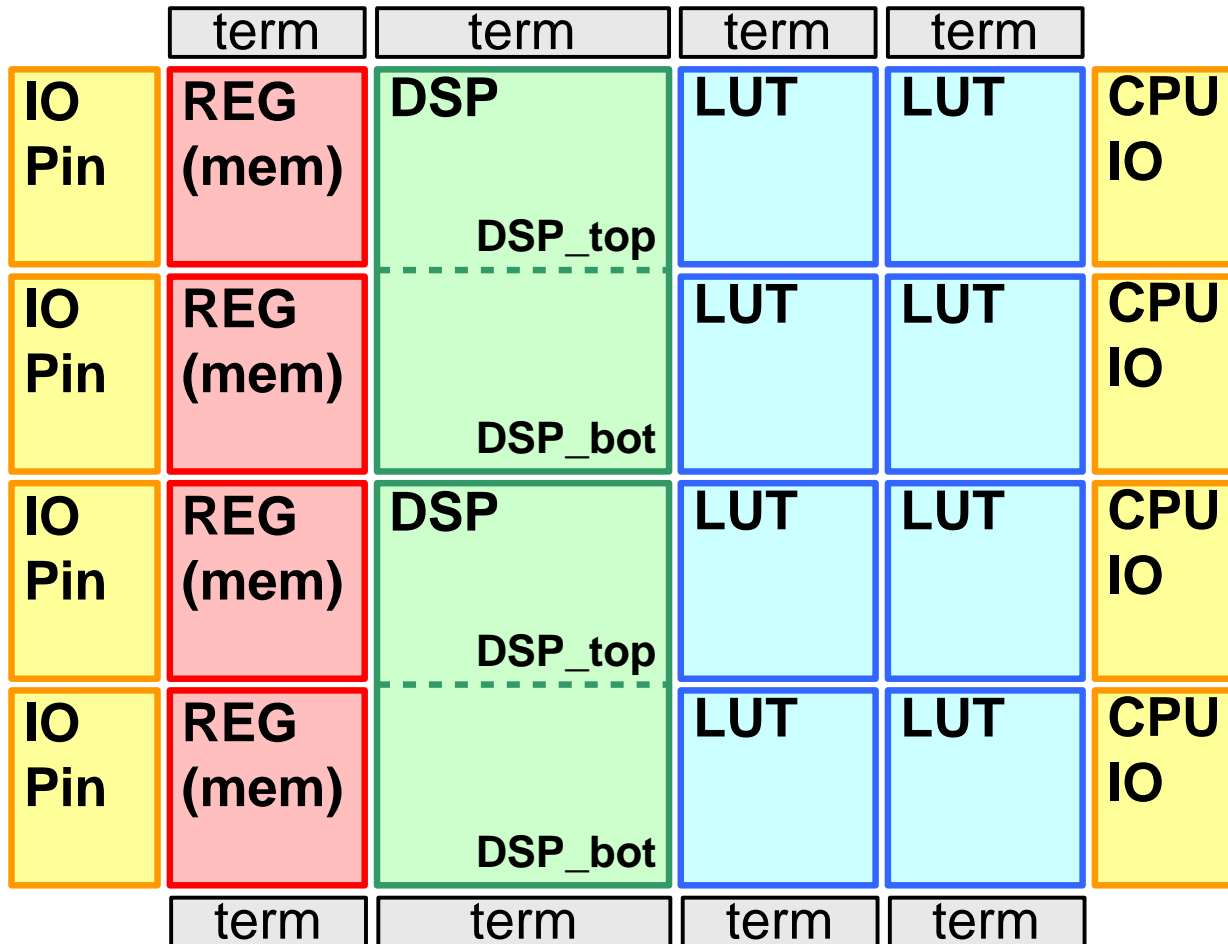 term term term term
IO REG DSP LUT LUT CPU
Pin (mem) IO
DSP_top
IO REG LUT LUT CPU
Pin (mem) IO
DSP_bot
IO REG DSP LUT LUT CPU
Pin (mem) IO
DSP_top
IO REG LUT LUT CPU
Pin (mem) IO
DSP_bot
term term term term